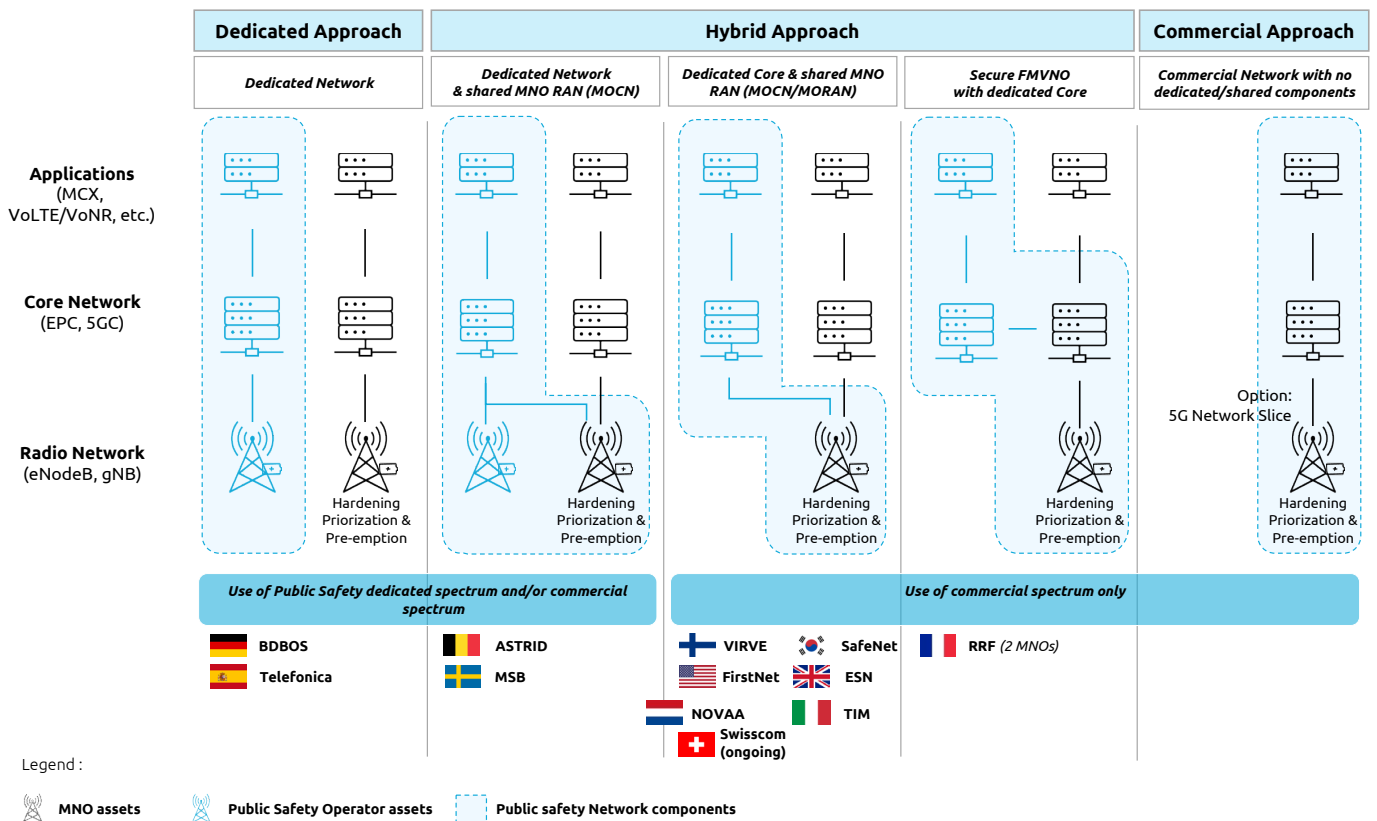 Dedicated Approach
Hybrid Approach
Commercial Approach
Dedicated Network
Dedicated Network
& shared MNO RAN (MOCN)
Dedicated Core & shared MNO
RAN (MOCN/MORAN)
Secure FMVNO
with dedicated Core
Commercial Network with no
dedicated/shared components
Applications
(MCX,
VoLTE/VoNR, etc.)
Core Network
(EPC, 5GC)
Option:
5G Network Slice
Radio Network
(eNodeB, gNB)
Hardening
Priorization &
Pre-emption
Hardening
Priorization &
Pre-emption
Hardening
Priorization &
Pre-emption
Hardening
Priorization &
Pre-emption
Hardening
Priorization &
Pre-emption
Use of Public Safety dedicated spectrum and/or commercial
spectrum
Use of commercial spectrum only
BDBOS
Telefonica
ASTRID
MSB
VIRVE
SafeNet
FirstNet
ESN
NOVAA
TIM
Swisscom
(ongoing)
RRF (2 MNOs)
Legend :
MNO assets
Public Safety Operator assets
Public safety Network components